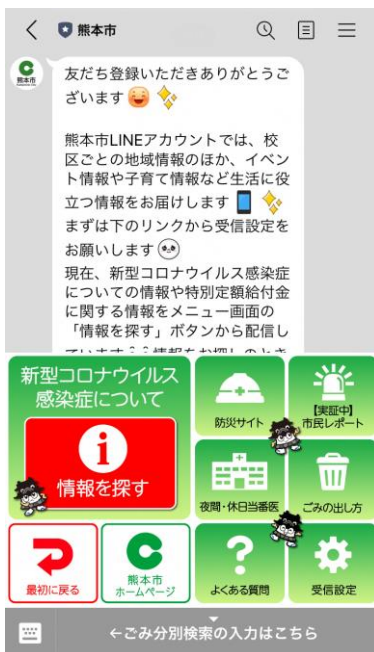 熊本市
友だち登録いただきありがとうご
ざいます
熊本市LINEアカウントでは、校
区ごとの地域情報のほか、イベン
ト情報や子育て情報など生活に役
立つ情報をお届けします
まずは下のリンクから受信設定を
お願いします
現在、新型コロナウイルス感染症
についての情報や特別定額給付金
に関する情報をメニュー画面の
「情報を探す」ボタンから配信し
新型コロナウイルス
感染症について
情報を探す
防災サイト
【実証中】
市民レポート
夜間・休日当番医
ごみの出し方
最初に戻る
熊本市
ホームページ
よくある質問
受信設定
←ごみ分別検索の入力はこちら